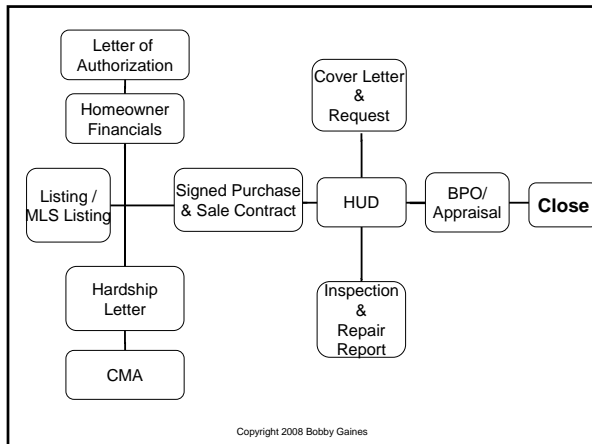 Letter of
Authorization
Homeowner
Financials
Listing /
MLS Listing
Hardship
Letter
CMA
Signed Purchase
& Sale Contract
Cover Letter
&
Request
HUD
Inspection
&
Repair
Report
BPO/
Appraisal
Close
Copyright 2008 Bobby Gaines